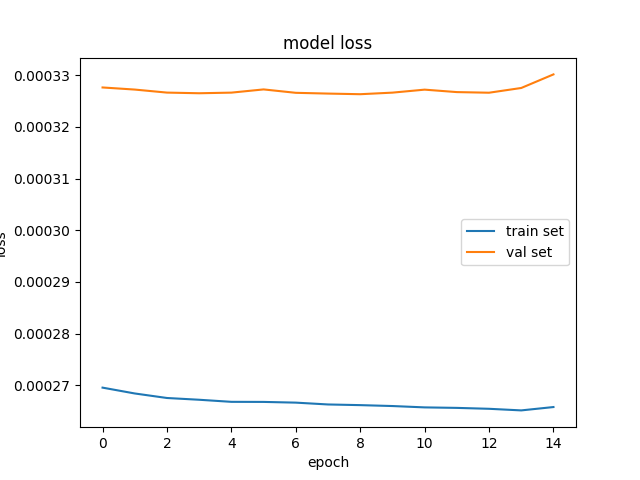 model loss
0.00033
0.00032
0.00031
0.00030
0.00029
0.00028
0.00027
loss
train set
val set
0 2 4 6 8 10 12 14
epoch